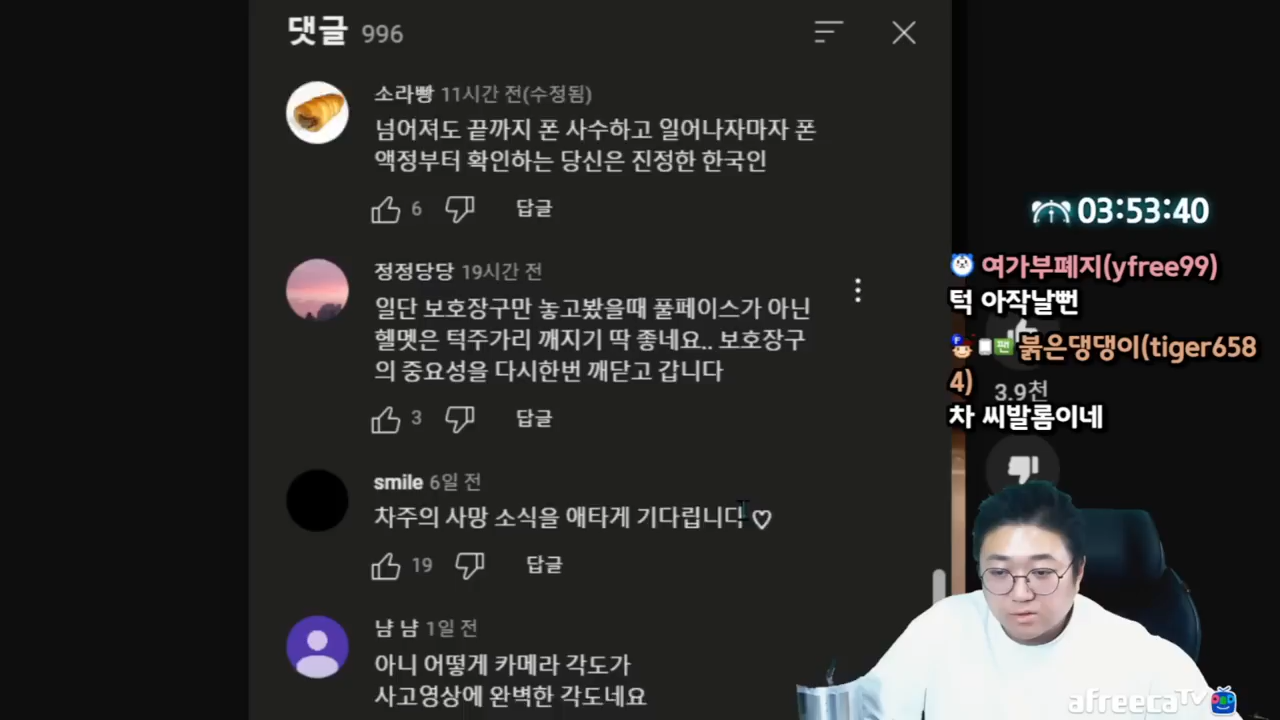 댓글 996
소라빵 11시간 전(수정됨)
넘어져도 끝까지 폰 사수하고 일어나자마자 폰
액정부터 확인하는 당신은 진정한 한국인
6 답글
정정당당 19시간 전
일단 보호장구만 놓고봤을때 풀페이스가 아닌
헬멧은 턱주가리 깨지기 딱 좋네요.. 보호장구
의 중요성을 다시한번 깨닫고 갑니다
3 답글
smile 6일 전
차주의 사망 소식을 애타게 기다립니다♡
19 답글
냠 냠 1일 전
아니 어떻게 카메라 각도가
사고영상에 완벽한 각도네요
03:53:40
여가부폐지(yfree99)
턱 아작날뻔
F 팬 붉은댕댕이(tiger658
4)
3.9천
차 씨발롬이네
afreecaTV